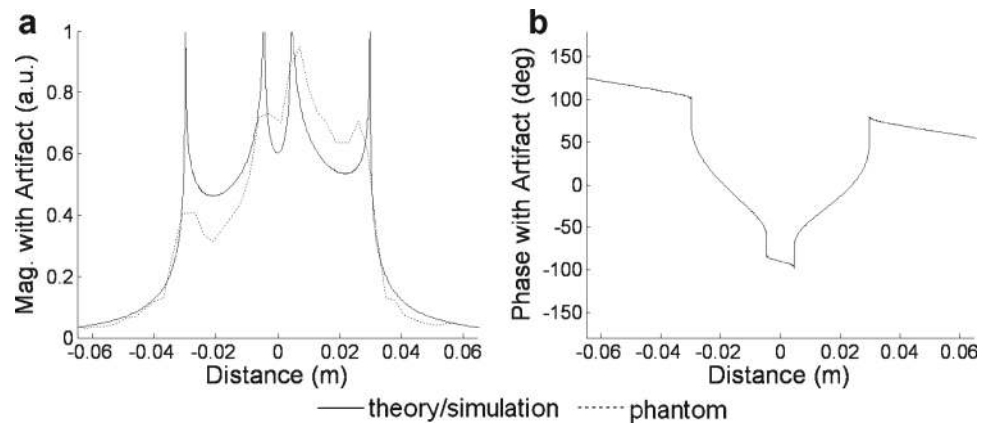 a
Mag. with Artifact (a.u.)
1
0.8
0.6
0.4
0.2
0
-0.06 -0.04 -0.02 0 0.02 0.04 0.06
Distance (m)
b
Phase with Artifact (deg)
150
100
50
0
-50
-100
-150
-0.06 -0.04 -0.02 0 0.02 0.04 0.06
Distance (m)
theory/simulation phantom